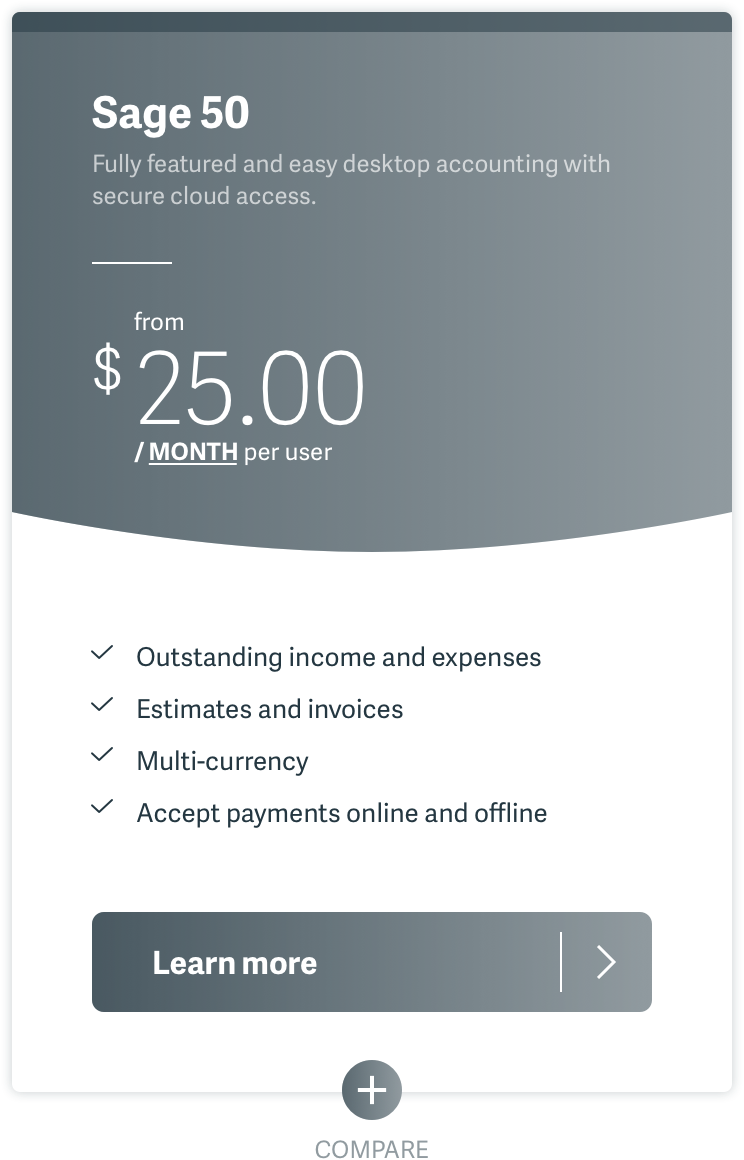 Sage 50
Fully featured and easy desktop accounting with
secure cloud access.
from
$ 25.00
/ MONTH per user
Outstanding income and expenses
Estimates and invoices
Multi-currency
Accept payments online and offline
Learn more
COMPARE